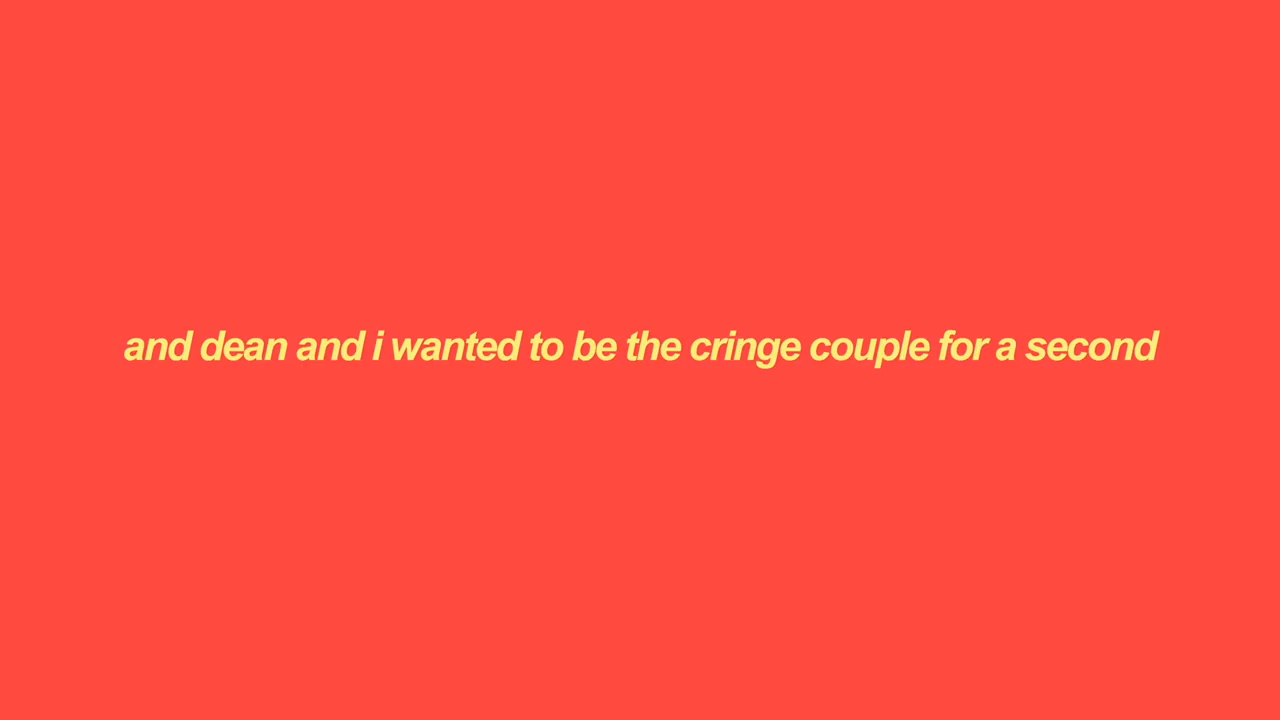 and dean and i wanted to be the cringe couple for a second